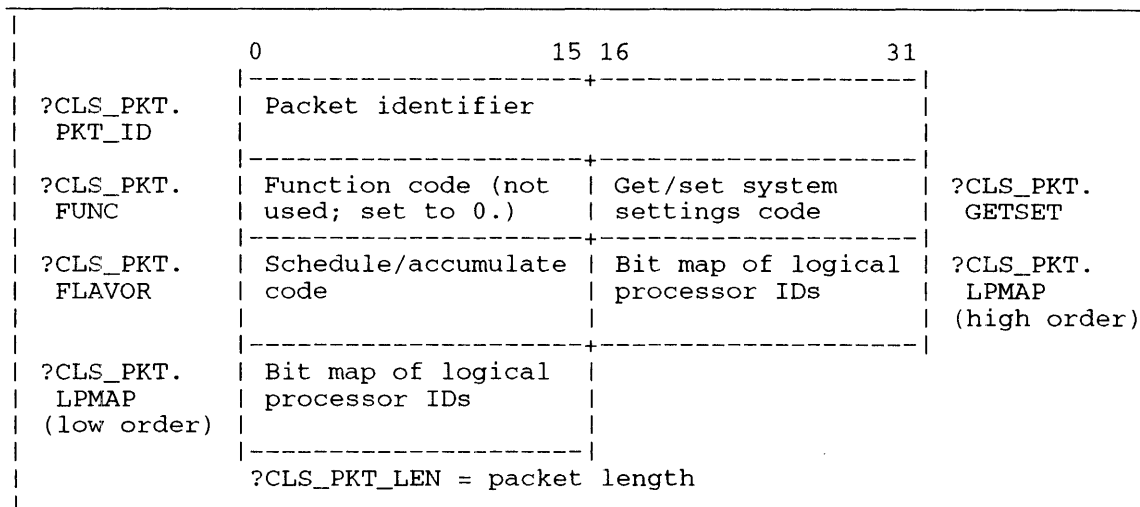 0 15 16 31
?CLS_PKT. Packet identifier
PKT_ID
?CLS_PKT. Function code (not Get/set system ?CLS_PKT.
FUNC used; set to 0.) settings code GETSET
?CLS_PKT. Schedule/accumulate Bit map of logical ?CLS_PKT.
FLAVOR code processor IDs LPMAP
(high order)
?CLS_PKT. Bit map of logical
LPMAP processor IDs
(low order)
?CLS_PKT_LEN = packet length